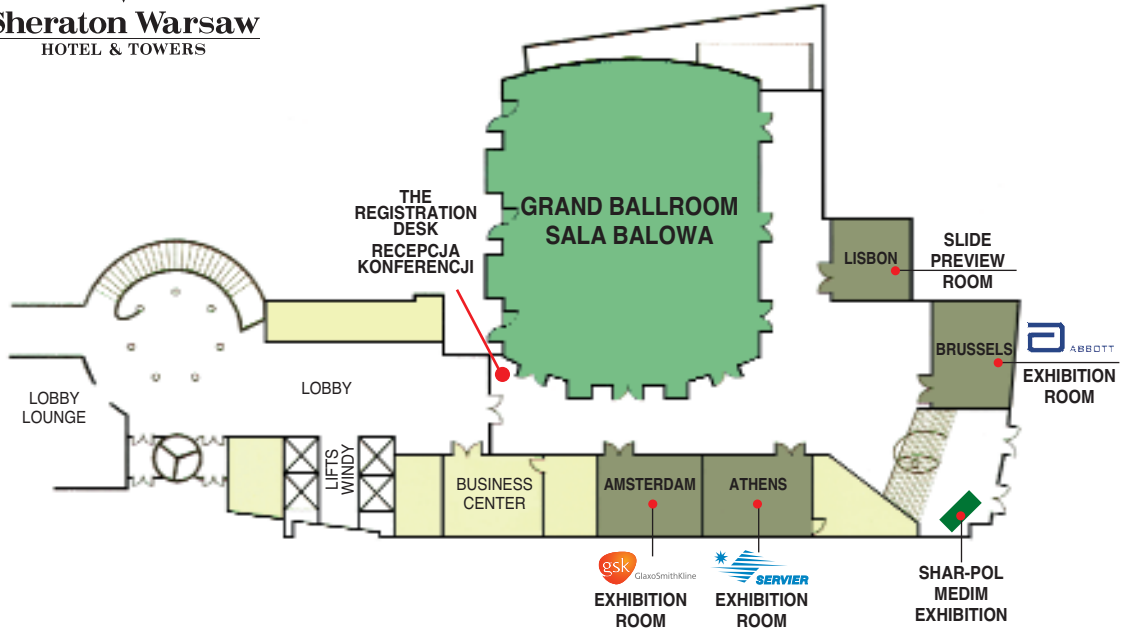 Sheraton Warsaw
HOTEL & TOWERS
THE
REGISTRATION
DESK
RECEPCJA
KONFERENCJI
GRAND BALLROOM
SALA BALOWA
LISBON
SLIDE
PREVIEW
ROOM
BRUSSELS
ABBOTT
EXHIBITION
ROOM
LOBBY
LOUNGE
LOBBY
LIFTS
WINDY
BUSINESS
CENTER
AMSTERDAM
ATHENS
gsk
GlaxoSmithKline
EXHIBITION
ROOM
SERVIER
EXHIBITION
ROOM
SHAR-POL
MEDIM
EXHIBITION